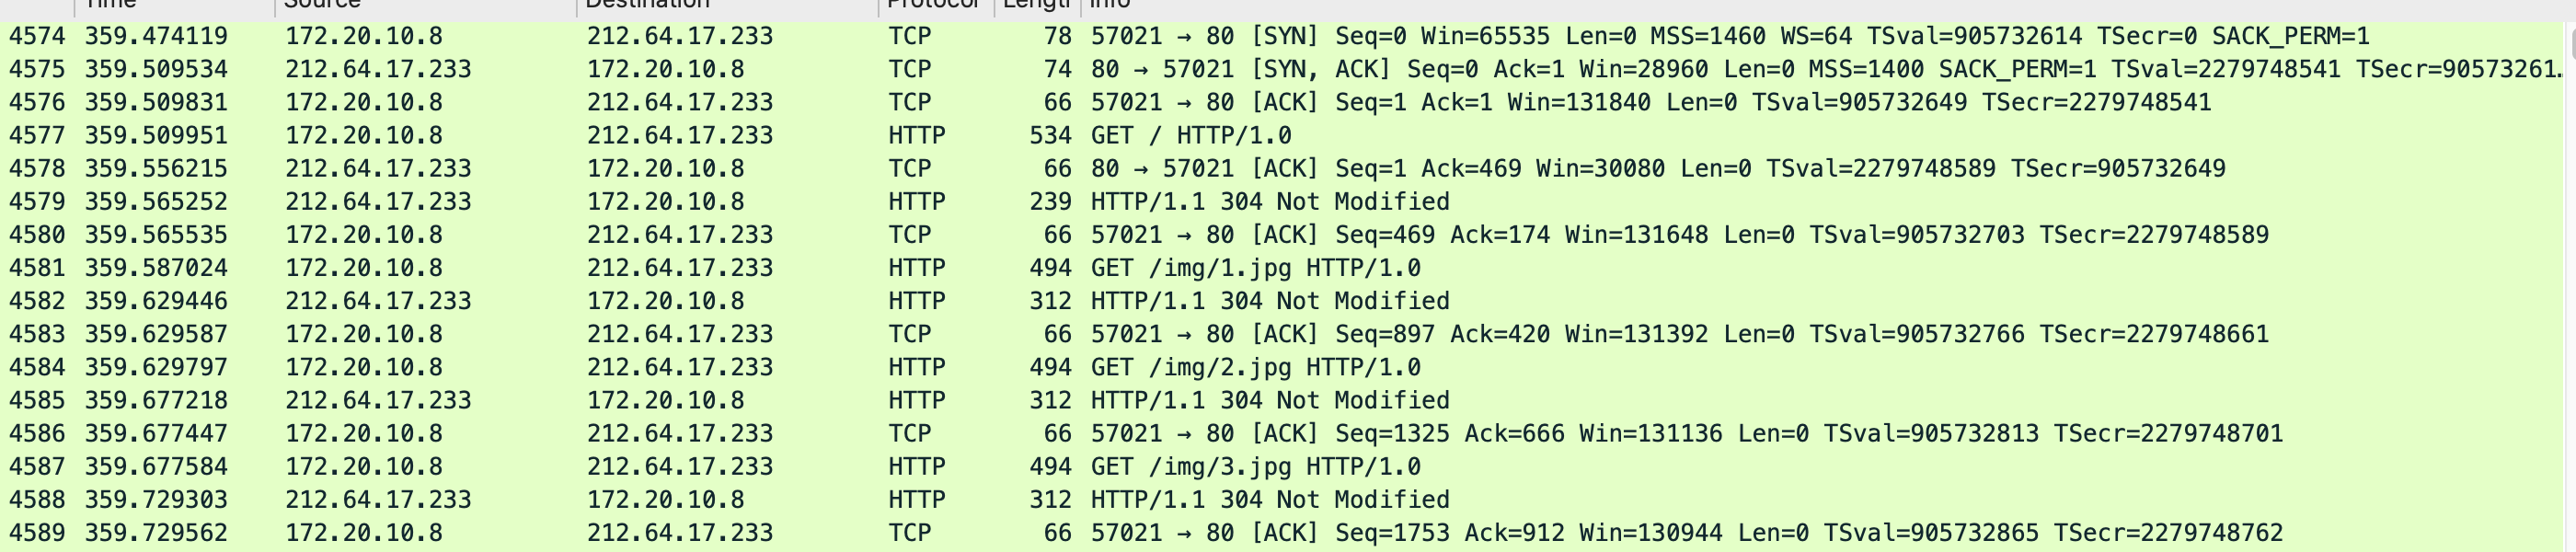 Time Source Destination Protocol Length Info
4574 359.474119 172.20.10.8 212.64.17.233 TCP 78 57021 → 80 [SYN] Seq=0 Win=65535 Len=0 MSS=1460 WS=64 TSval=905732614 TSecr=0 SACK_PERM=1
4575 359.509534 212.64.17.233 172.20.10.8 TCP 74 80 → 57021 [SYN, ACK] Seq=0 Ack=1 Win=28960 Len=0 MSS=1400 SACK_PERM=1 TSval=2279748541 TSecr=90573261…
4576 359.509831 172.20.10.8 212.64.17.233 TCP 66 57021 → 80 [ACK] Seq=1 Ack=1 Win=131840 Len=0 TSval=905732649 TSecr=2279748541
4577 359.509951 172.20.10.8 212.64.17.233 HTTP 534 GET / HTTP/1.0
4578 359.556215 212.64.17.233 172.20.10.8 TCP 66 80 → 57021 [ACK] Seq=1 Ack=469 Win=30080 Len=0 TSval=2279748589 TSecr=905732649
4579 359.565252 212.64.17.233 172.20.10.8 HTTP 239 HTTP/1.1 304 Not Modified
4580 359.565535 172.20.10.8 212.64.17.233 TCP 66 57021 → 80 [ACK] Seq=469 Ack=174 Win=131648 Len=0 TSval=905732703 TSecr=2279748589
4581 359.587024 172.20.10.8 212.64.17.233 HTTP 494 GET /img/1.jpg HTTP/1.0
4582 359.629446 212.64.17.233 172.20.10.8 HTTP 312 HTTP/1.1 304 Not Modified
4583 359.629587 172.20.10.8 212.64.17.233 TCP 66 57021 → 80 [ACK] Seq=897 Ack=420 Win=131392 Len=0 TSval=905732766 TSecr=2279748661
4584 359.629797 172.20.10.8 212.64.17.233 HTTP 494 GET /img/2.jpg HTTP/1.0
4585 359.677218 212.64.17.233 172.20.10.8 HTTP 312 HTTP/1.1 304 Not Modified
4586 359.677447 172.20.10.8 212.64.17.233 TCP 66 57021 → 80 [ACK] Seq=1325 Ack=666 Win=131136 Len=0 TSval=905732813 TSecr=2279748701
4587 359.677584 172.20.10.8 212.64.17.233 HTTP 494 GET /img/3.jpg HTTP/1.0
4588 359.729303 212.64.17.233 172.20.10.8 HTTP 312 HTTP/1.1 304 Not Modified
4589 359.729562 172.20.10.8 212.64.17.233 TCP 66 57021 → 80 [ACK] Seq=1753 Ack=912 Win=130944 Len=0 TSval=905732865 TSecr=2279748762